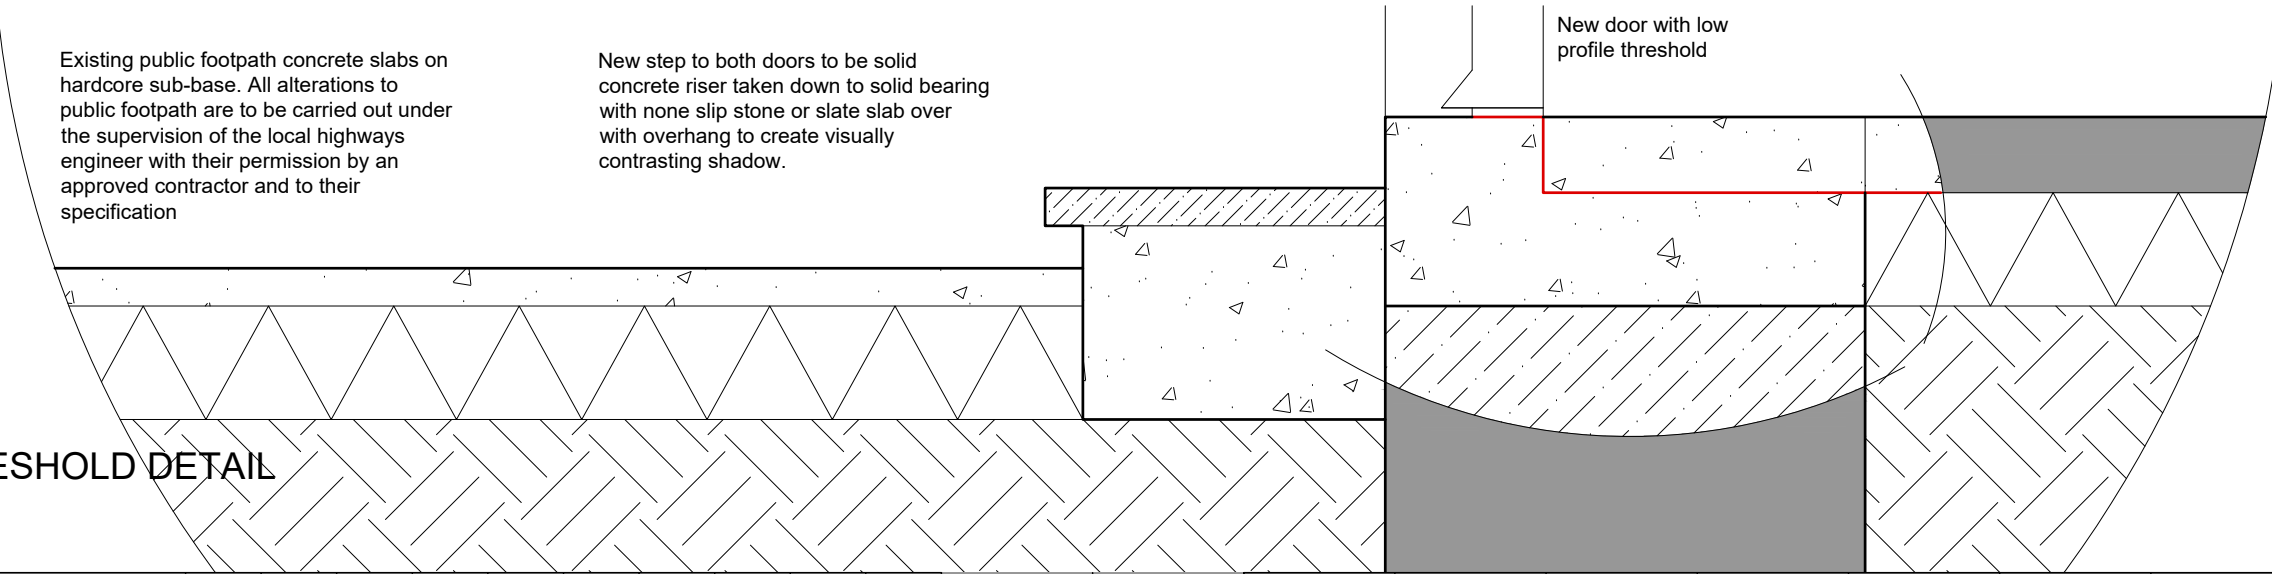 Existing public footpath concrete slabs on
hardcore sub-base. All alterations to
public footpath are to be carried out under
the supervision of the local highways
engineer with their permission by an
approved contractor and to their
specification
New step to both doors to be solid
concrete riser taken down to solid bearing
with none slip stone or slate slab over
with overhang to create visually
contrasting shadow.
New door with low
profile threshold
ESHOLD DETAIL